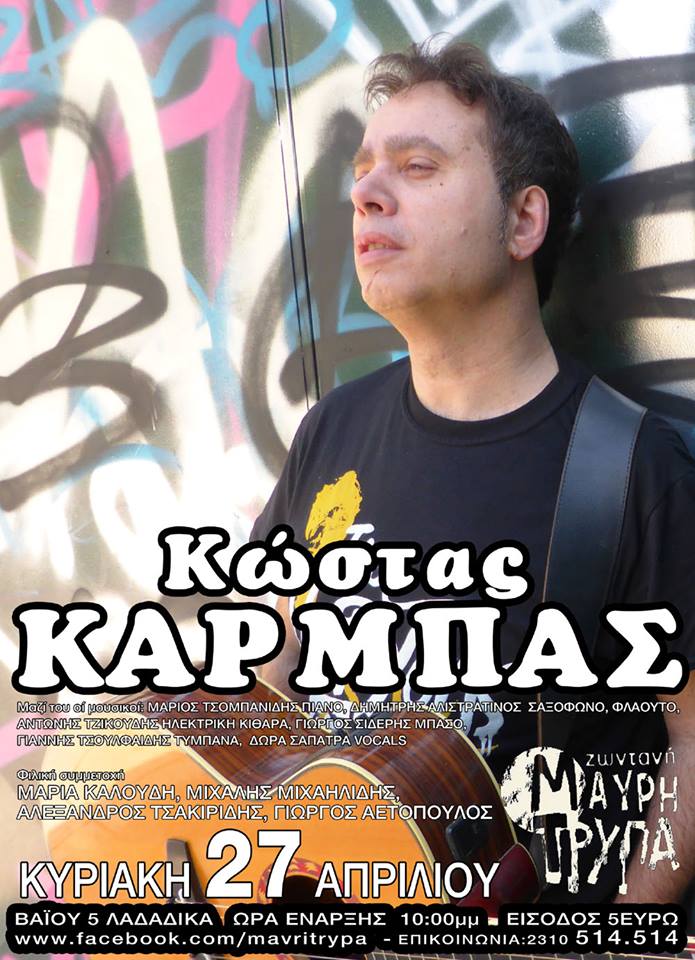 Κώστας
ΚΑΡΜΠΑΣ
Μαζί του οί μουσικοί: ΜΑΡΙΟΣ ΤΣΟΜΠΑΝΙΔΗΣ ΠΙΑΝΟ, ΔΗΜΗΤΡΗΣ ΑΛΙΣΤΡΑΤΙΝΟΣ ΣΑΞΟΦΩΝΟ, ΦΛΑΟΥΤΟ,
ΑΝΤΩΝΗΣ ΤΖΙΚΟΥΔΗΣ ΗΛΕΚΤΡΙΚΗ ΚΙΘΑΡΑ, ΓΙΩΡΓΟΣ ΣΙΔΕΡΗΣ ΜΠΑΣΟ,
ΓΙΑΝΝΗΣ ΤΣΟΥΛΦΑΙΔΗΣ ΤΥΜΠΑΝΑ, ΔΩΡΑ ΣΑΠΑΤΡΑ VOCALS
Φιλική συμμετοχή
ΜΑΡΙΑ ΚΑΛΟΥΔΗ, ΜΙΧΑΛΗΣ ΜΙΧΑΗΛΙΔΗΣ,
ΑΛΕΞΑΝΔΡΟΣ ΤΣΑΚΙΡΙΔΗΣ, ΓΙΩΡΓΟΣ ΑΕΤΟΠΟΥΛΟΣ
ζωντανή
ΜΑΥΡΗ
ΤΡΥΠΑ
ΚΥΡΙΑΚΗ 27 ΑΠΡΙΛΙΟΥ
ΒΑΪΟΥ 5 ΛΑΔΑΔΙΚΑ ΩΡΑ ΕΝΑΡΞΗΣ 10:00μμ - ΕΙΣΟΔΟΣ 5ΕΥΡΩ
www.facebook.com/mavritrypa - ΕΠΙΚΟΙΝΩΝΙΑ:2310 514.514